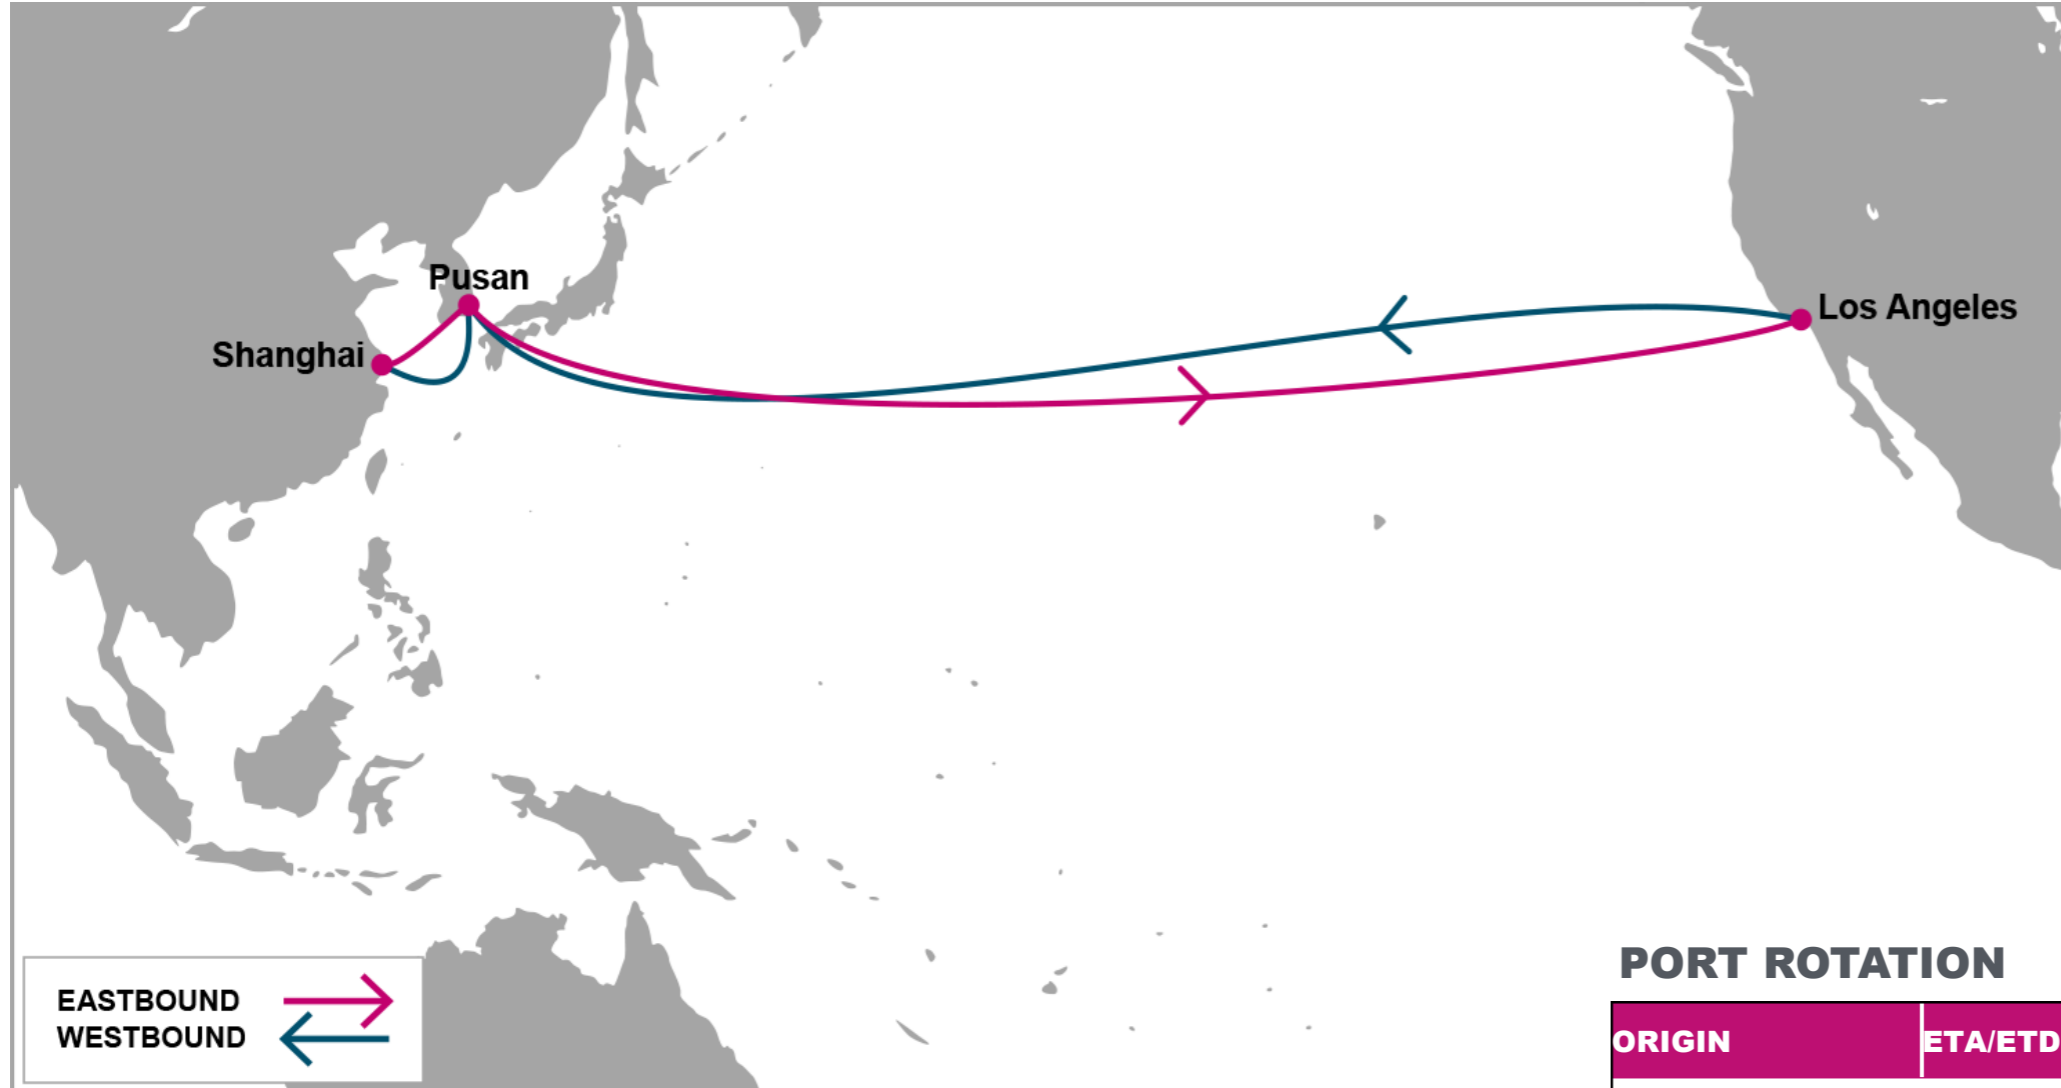 Pusan
Los Angeles
Shanghai
EASTBOUND
WESTBOUND
PORT ROTATION
ORIGIN ETA/ETD